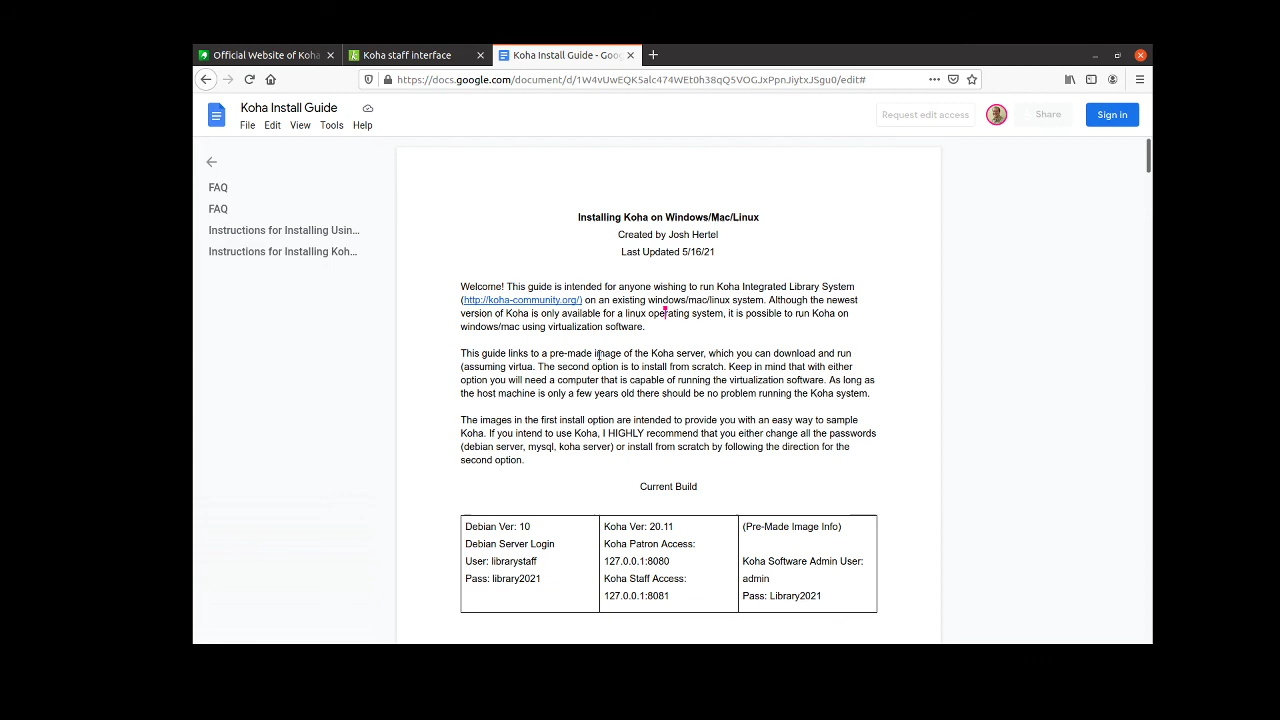 Official Website of Koha
Koha staff interface
Koha Install Guide - Goo
https://docs.google.com/document/d/1W4vUwEQK5alc474WEt0h38qQ5VOGJxPpnJiytxJSgu0/edit#
Koha Install Guide
File Edit View Tools Help
Request edit access
Share
Sign in
FAQ
FAQ
Instructions for Installing Usin...
Instructions for Installing Koh...
Installing Koha on Windows/Mac/Linux
Created by Josh Hertel
Last Updated 5/16/21
Welcome! This guide is intended for anyone wishing to run Koha Integrated Library System
(http://koha-community.org/) on an existing windows/mac/linux system. Although the newest
version of Koha is only available for a linux operating system, it is possible to run Koha on
windows/mac using virtualization software.
This guide links to a pre-made image of the Koha server, which you can download and run
(assuming virtua. The second option is to install from scratch. Keep in mind that with either
option you will need a computer that is capable of running the virtualization software. As long as
the host machine is only a few years old there should be no problem running the Koha system.
The images in the first install option are intended to provide you with an easy way to sample
Koha. If you intend to use Koha, I HIGHLY recommend that you either change all the passwords
(debian server, mysql, koha server) or install from scratch by following the direction for the
second option.
Current Build
Debian Ver: 10
Debian Server Login
User: librarystaff
Pass: library2021
Koha Ver: 20.11
Koha Patron Access:
127.0.0.1:8080
Koha Staff Access:
127.0.0.1:8081
(Pre-Made Image Info)
Koha Software Admin User:
admin
Pass: Library2021